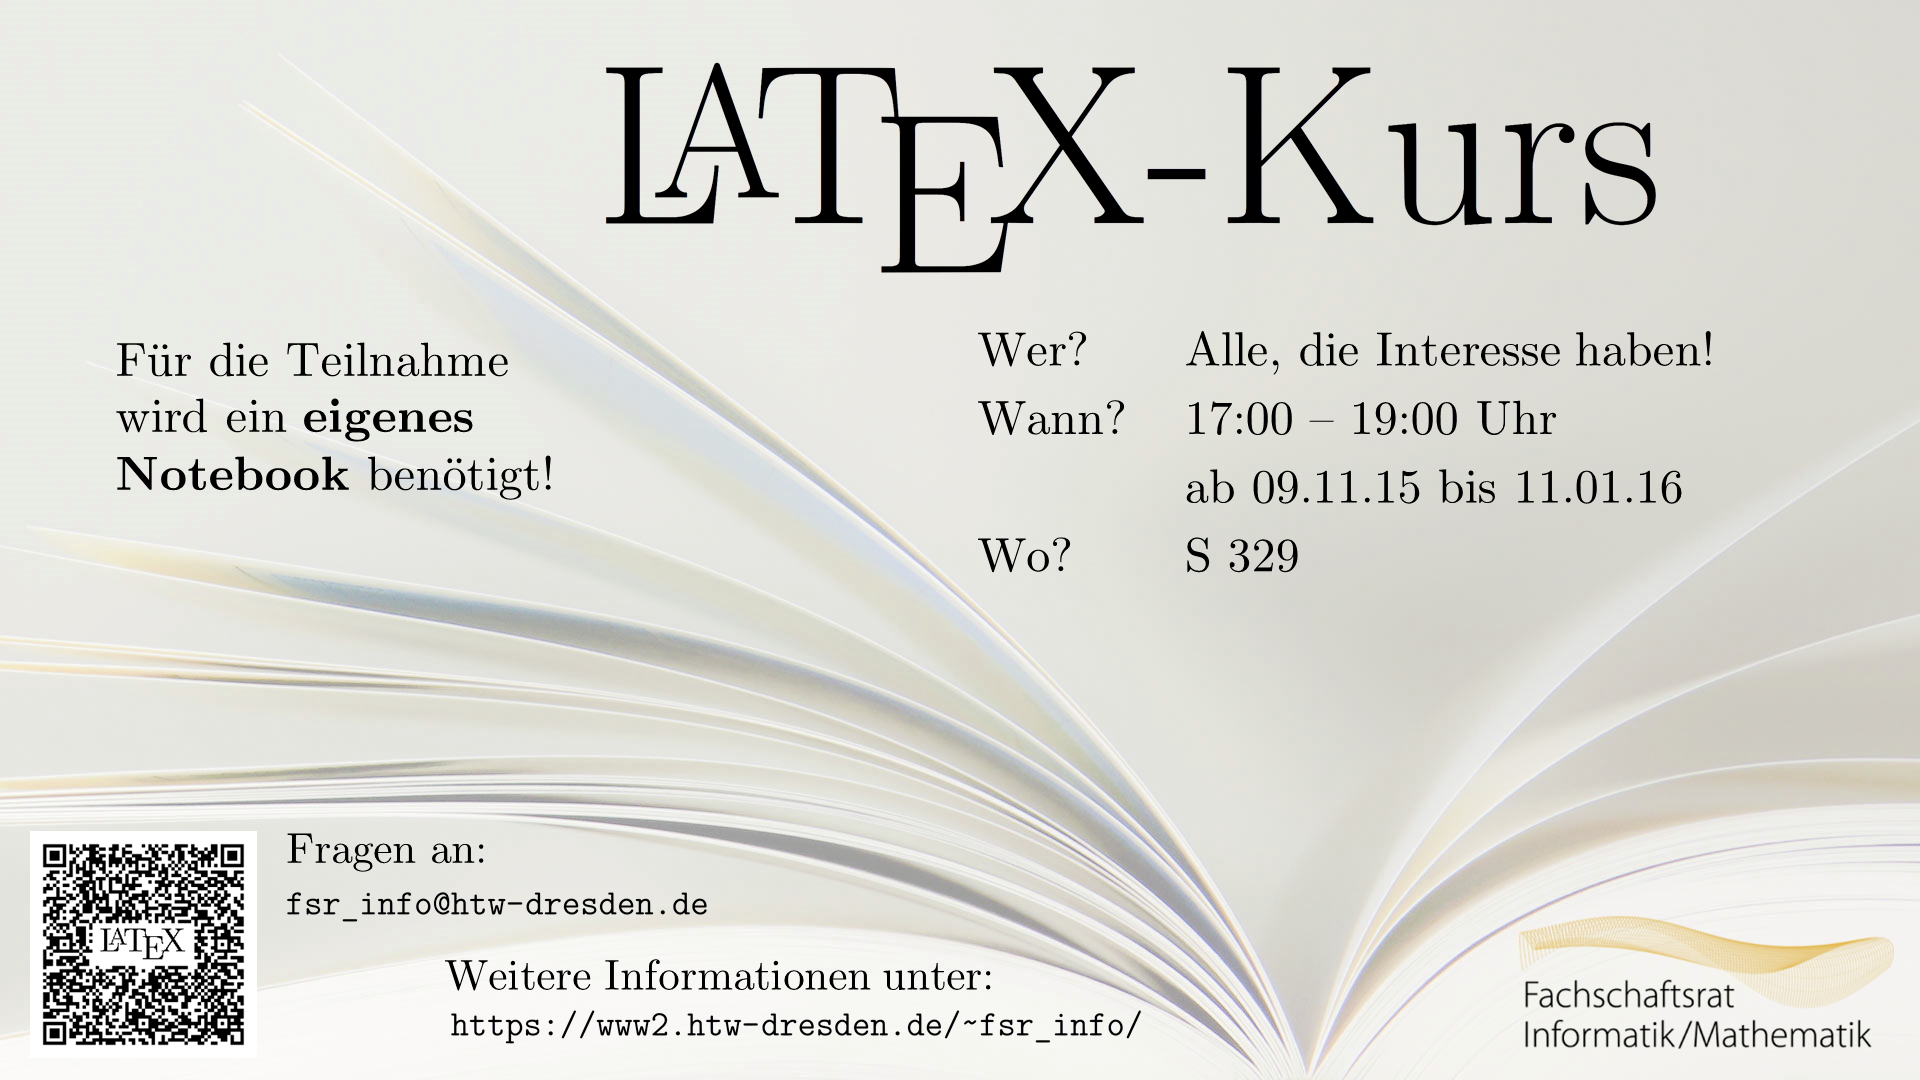 LATEX-Kurs
Für die Teilnahme
wird ein eigenes
Notebook benötigt!
Wer? Alle, die Interesse haben!
Wann? 17:00 – 19:00 Uhr
ab 09.11.15 bis 11.01.16
Wo? S 329
Fragen an:
fsr_info@htw-dresden.de
LATEX
Weitere Informationen unter:
https://www2.htw-dresden.de/~fsr_info/
Fachschaftsrat
Informatik/Mathematik